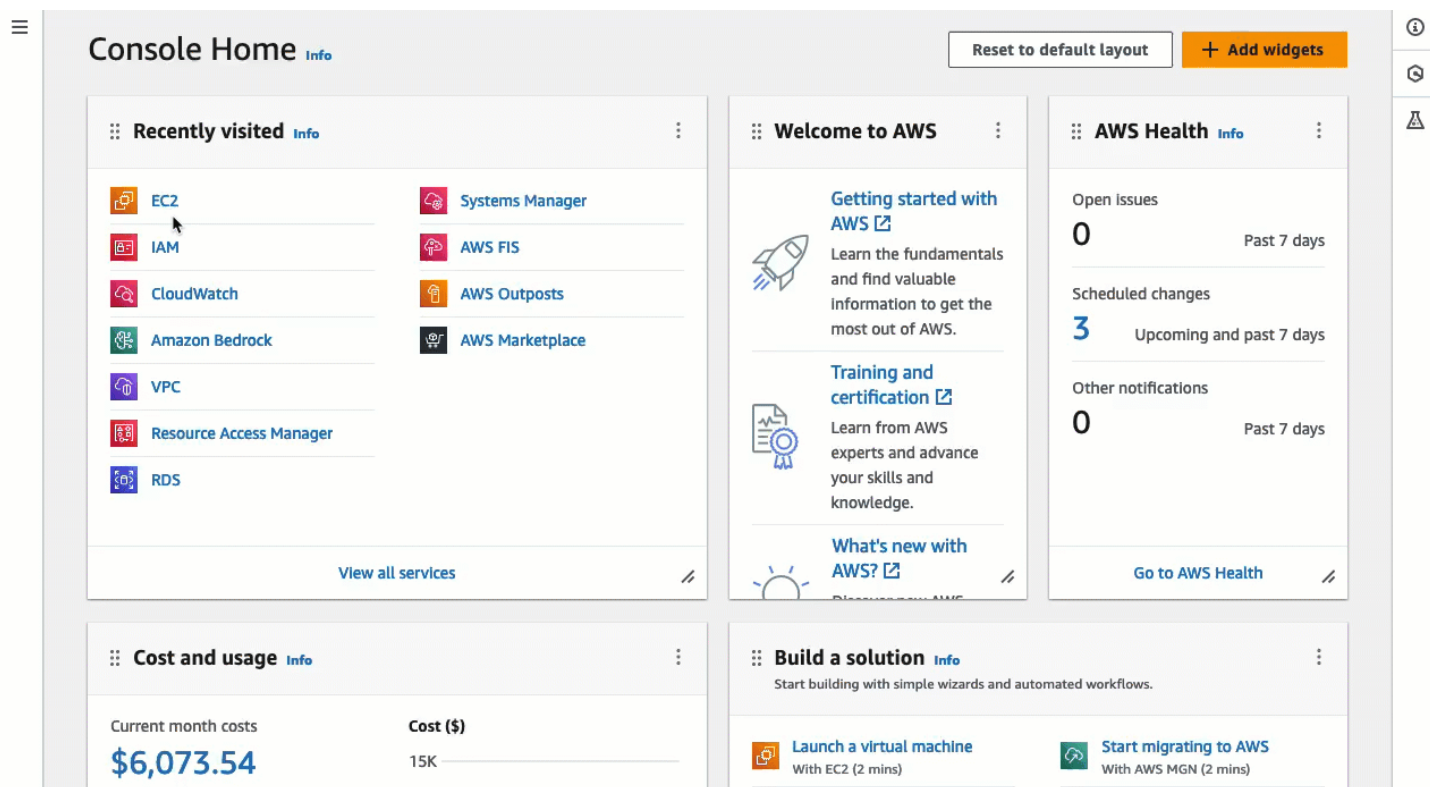 Console Home Info
Reset to default layout
+ Add widgets
Recently visited Info
EC2
IAM
CloudWatch
Amazon Bedrock
VPC
Resource Access Manager
RDS
Systems Manager
AWS FIS
AWS Outposts
AWS Marketplace
View all services
Welcome to AWS
Getting started with
AWS
Learn the fundamentals
and find valuable
information to get the
most out of AWS.
Training and
certification
Learn from AWS
experts and advance
your skills and
knowledge.
What's new with
AWS?
AWS Health Info
Open issues
0
Past 7 days
Scheduled changes
3
Upcoming and past 7 days
Other notifications
0
Past 7 days
Go to AWS Health
Cost and usage Info
Current month costs
$6,073.54
Cost ($)
15K
Build a solution Info
Start building with simple wizards and automated workflows.
Launch a virtual machine
With EC2 (2 mins)
Start migrating to AWS
With AWS MGN (2 mins)